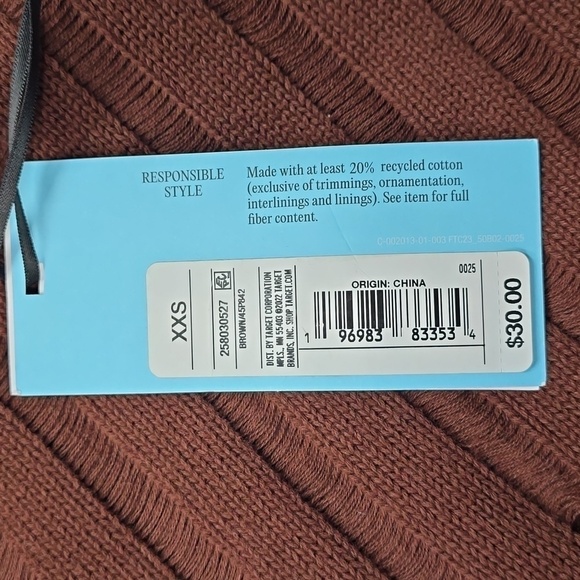 RESPONSIBLE
STYLE
Made with at least 20% recycled cotton
(exclusive of trimmings, ornamentation,
interlinings and linings). See item for full
fiber content.
XXS
258030527
BROWN/45P842
DIST. BY TARGET CORPORATION
MPLS., MN 55403 ©2022 TARGET
BRANDS, INC. SHOP TARGET.COM
0025
ORIGIN: CHINA
1 96983 83353 4
$30.00